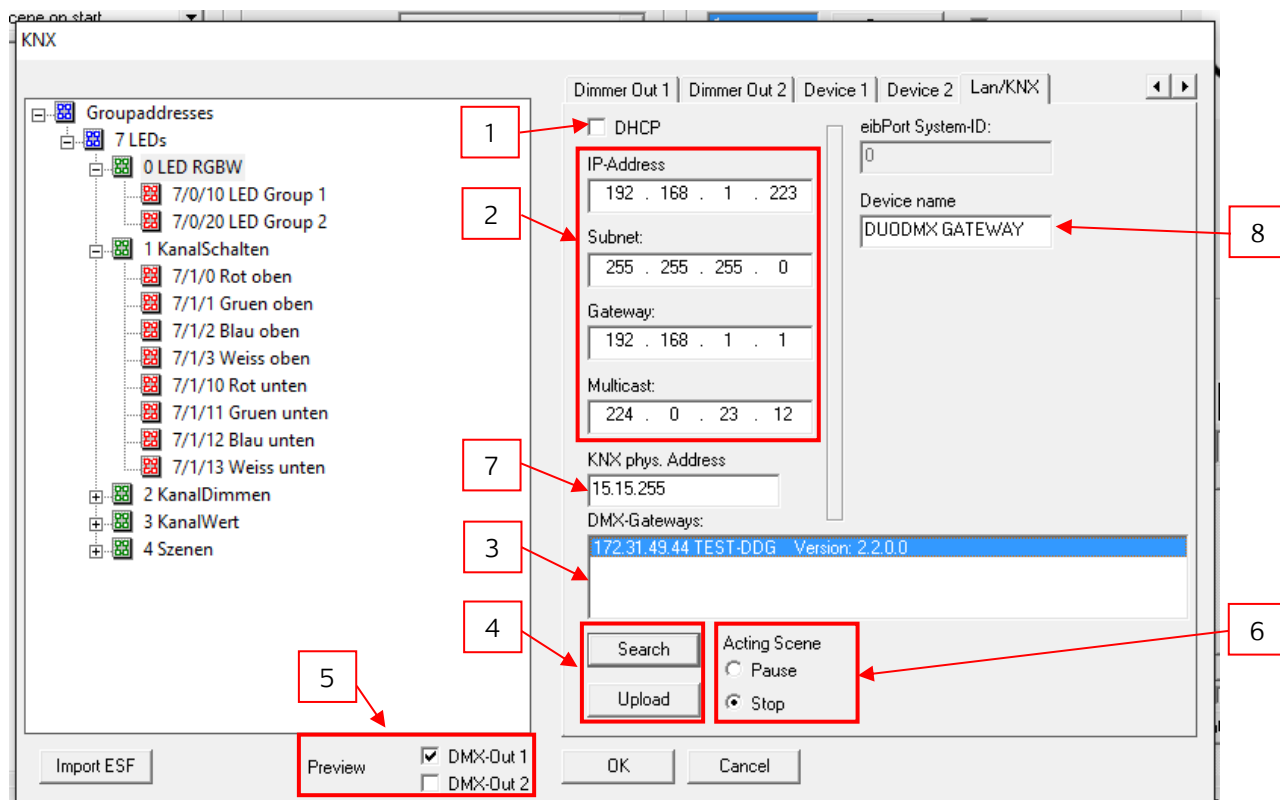 cene on start
KNX
Groupaddresses
7 LEDs
0 LED RGBW
7/0/10 LED Group 1
7/0/20 LED Group 2
1 KanalSchalten
7/1/0 Rot oben
7/1/1 Gruen oben
7/1/2 Blau oben
7/1/3 Weiss oben
7/1/10 Rot unten
7/1/11 Gruen unten
7/1/12 Blau unten
7/1/13 Weiss unten
2 KanalDimmen
3 KanalWert
4 Szenen
Import ESF
5
Preview
DMX-Out 1
DMX-Out 2
Dimmer Out 1 Dimmer Out 2 Device 1 Device 2 Lan/KNX
1
DHCP
2
IP-Address
192 . 168 . 1 . 223
Subnet:
255 . 255 . 255 . 0
Gateway:
192 . 168 . 1 . 1
Multicast:
224 . 0 . 23 . 12
7
KNX phys. Address
15.15.255
3
DMX-Gateways:
172.31.49.44 TEST-DDG Version: 2.2.0.0
4
Search
Upload
Acting Scene
Pause
Stop
6
eibPort System-ID:
0
Device name
DUODMX GATEWAY
8
OK
Cancel